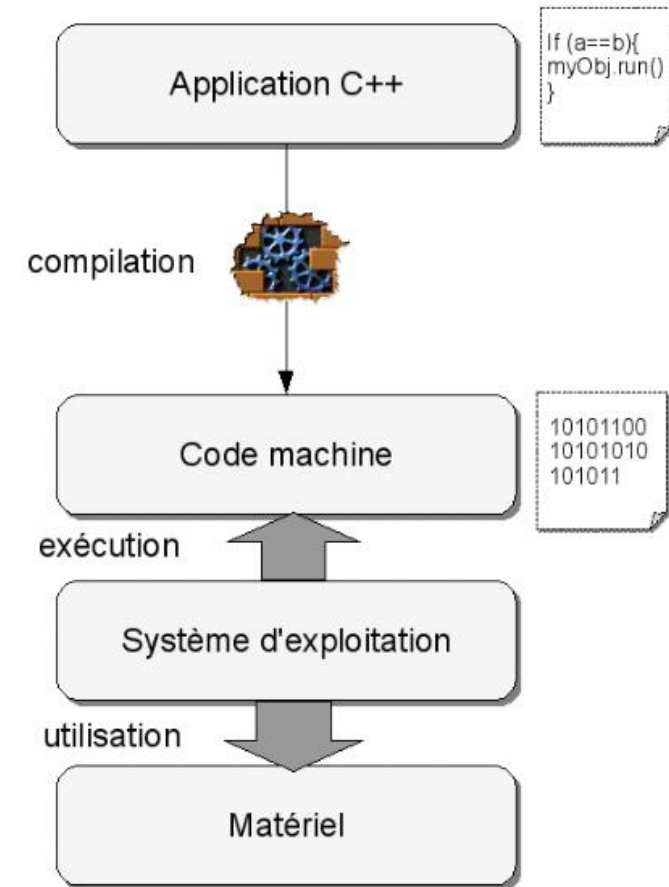 Application C++
If (a==b){
myObj.run()
}
compilation
Code machine
10101100
10101010
101011
exécution
Système d'exploitation
utilisation
Matériel